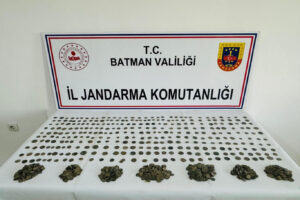 T.C.
BATMAN VALİLİĞİ
İL JANDARMA KOMUTANLIĞI